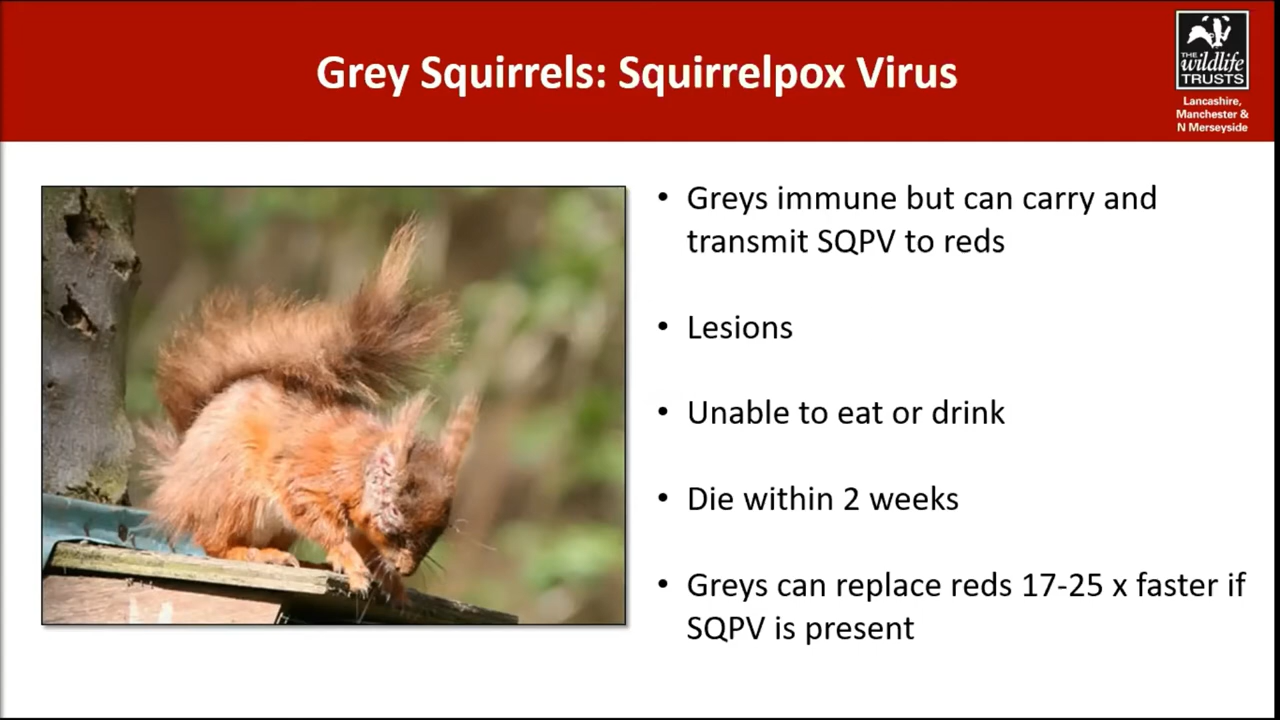 Grey Squirrels: Squirrelpox Virus
THE
wildlife
TRUSTS
Lancashire,
Manchester &
N Merseyside
• Greys immune but can carry and
transmit SQPV to reds
• Lesions
• Unable to eat or drink
• Die within 2 weeks
• Greys can replace reds 17-25 x faster if
SQPV is present